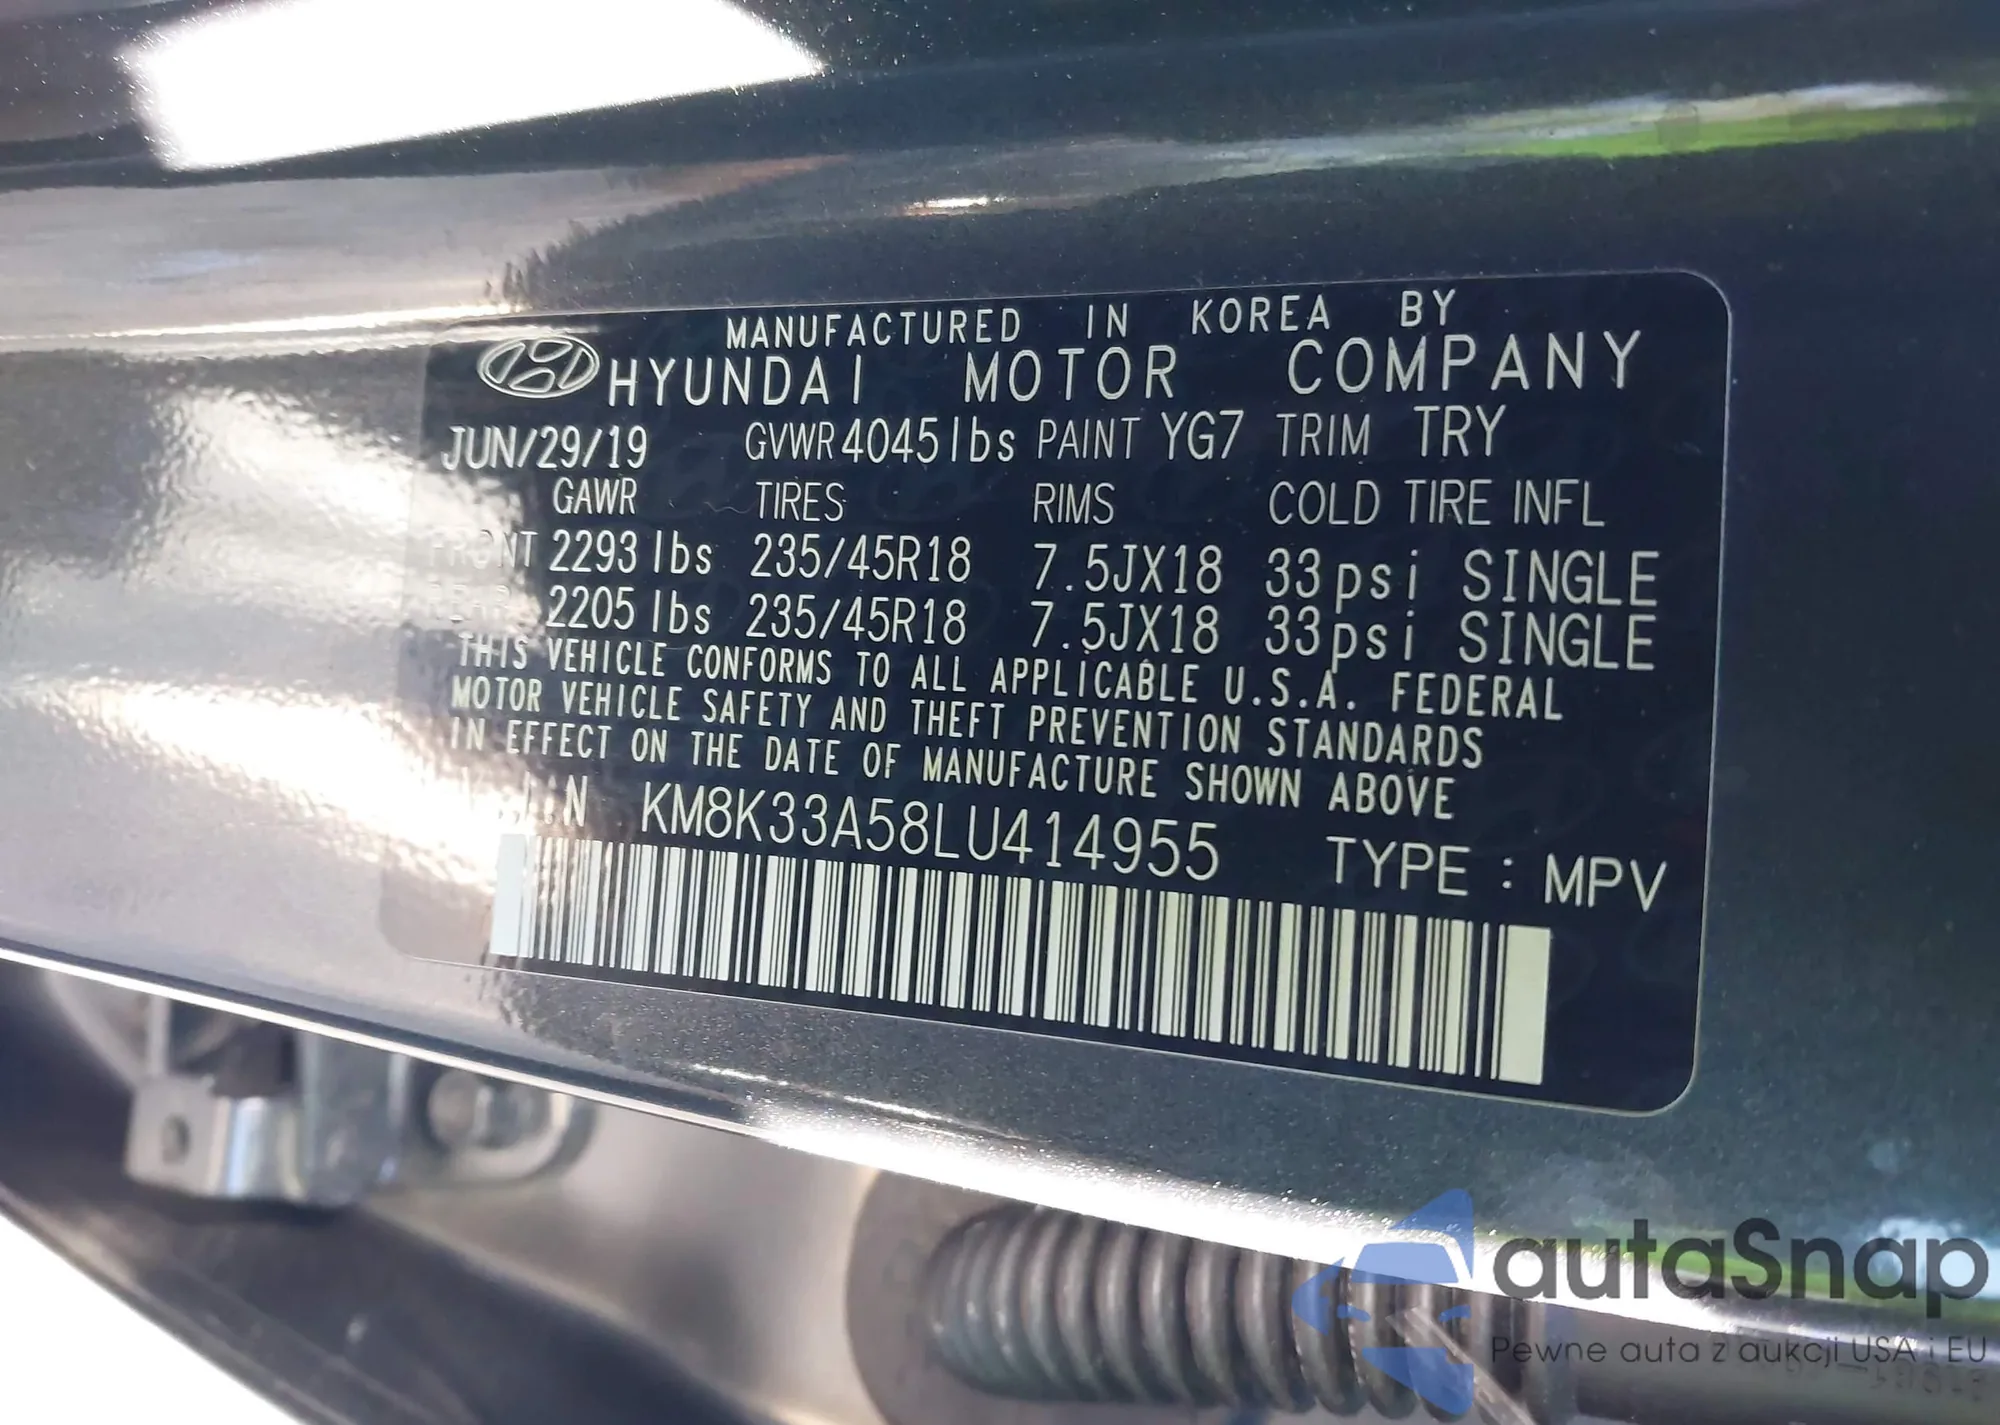 MANUFACTURED IN KOREA BY
HYUNDAI MOTOR COMPANY
JUN/29/19 GVWR 4045lbs PAINT YG7 TRIM TRY
GAWR TIRES RIMS COLD TIRE INFL
FRONT 2293 lbs 235/45R18 7.5JX18 33psi SINGLE
REAR 2205 lbs 235/45R18 7.5JX18 33psi SINGLE
THIS VEHICLE CONFORMS TO ALL APPLICABLE U.S.A. FEDERAL
MOTOR VEHICLE SAFETY AND THEFT PREVENTION STANDARDS
IN EFFECT ON THE DATE OF MANUFACTURE SHOWN ABOVE
V.I.N KM8K33A58LU414955 TYPE : MPV
autaSnap
Pewne auta z aukcji USA i EU